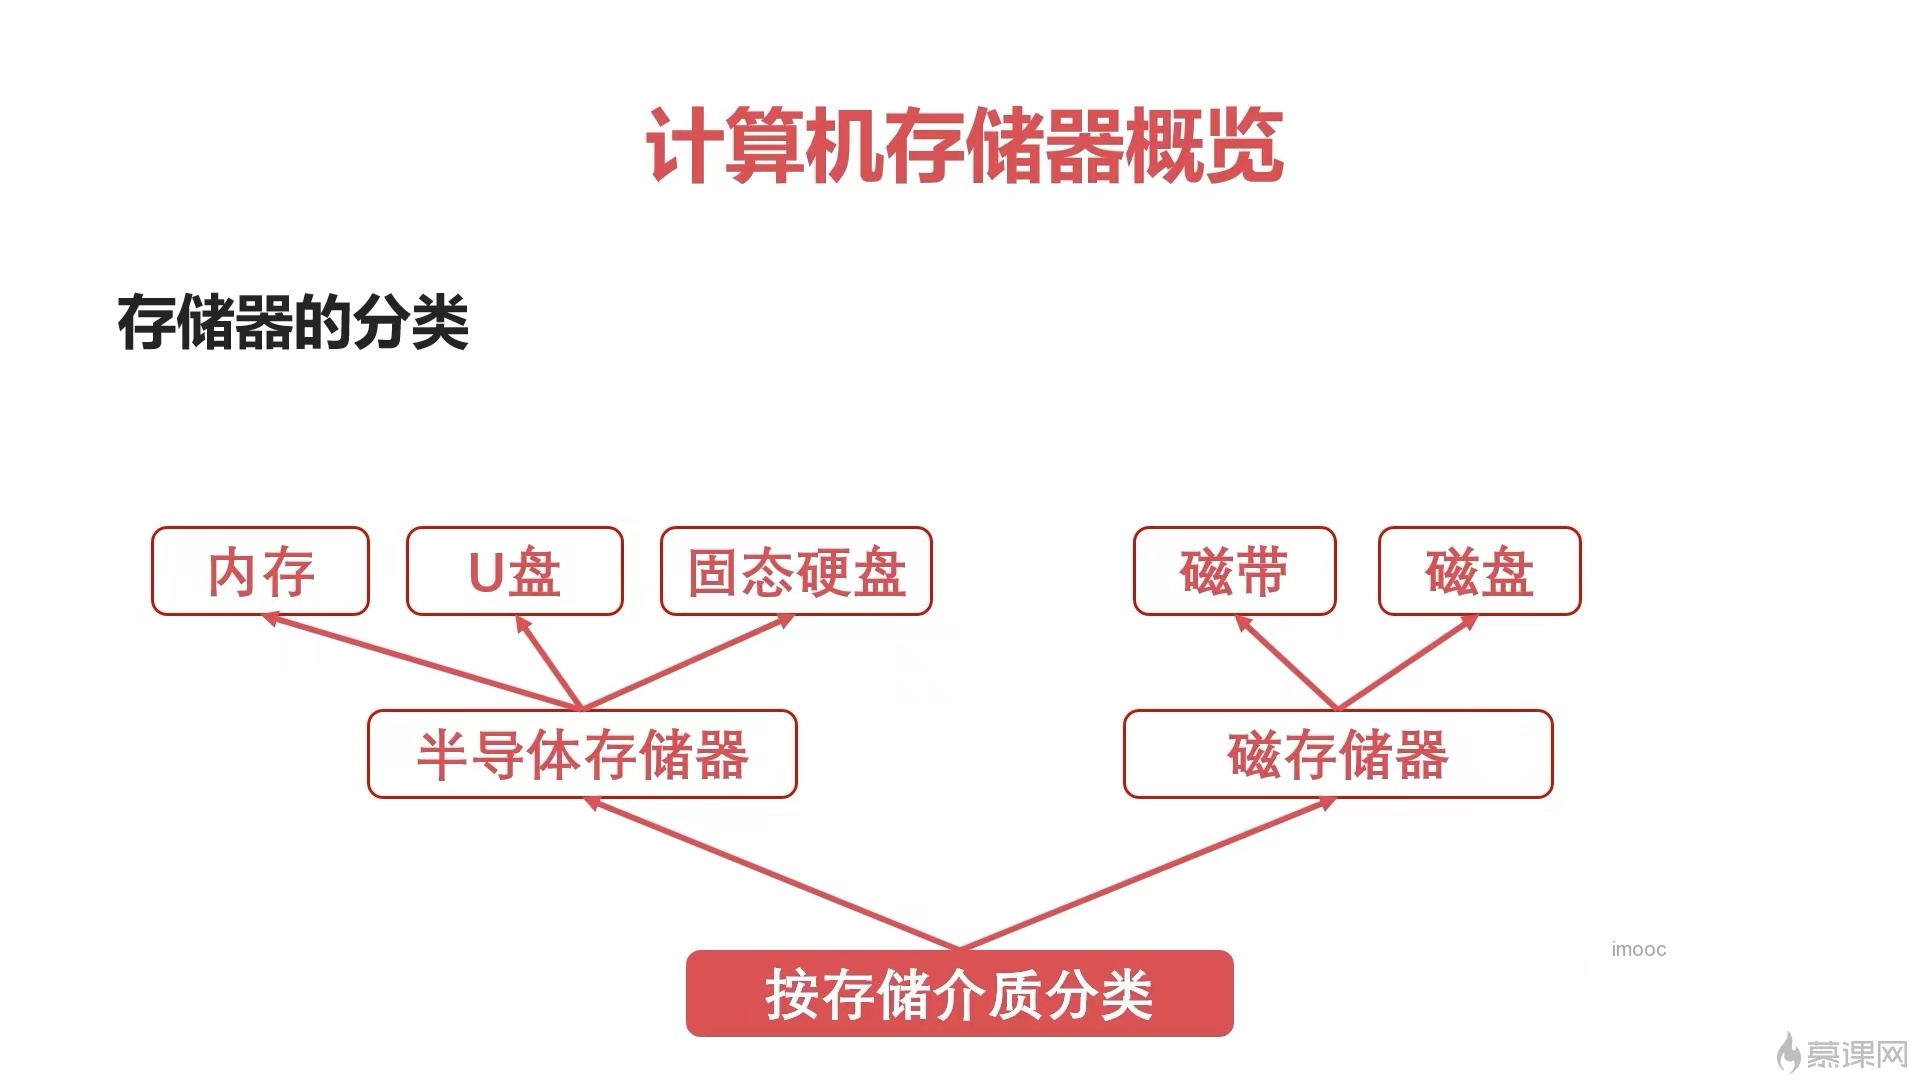 计算机存储器概览
存储器的分类
内存
U盘
固态硬盘
磁带
磁盘
半导体存储器
磁存储器
按存储介质分类
imooc
慕课网